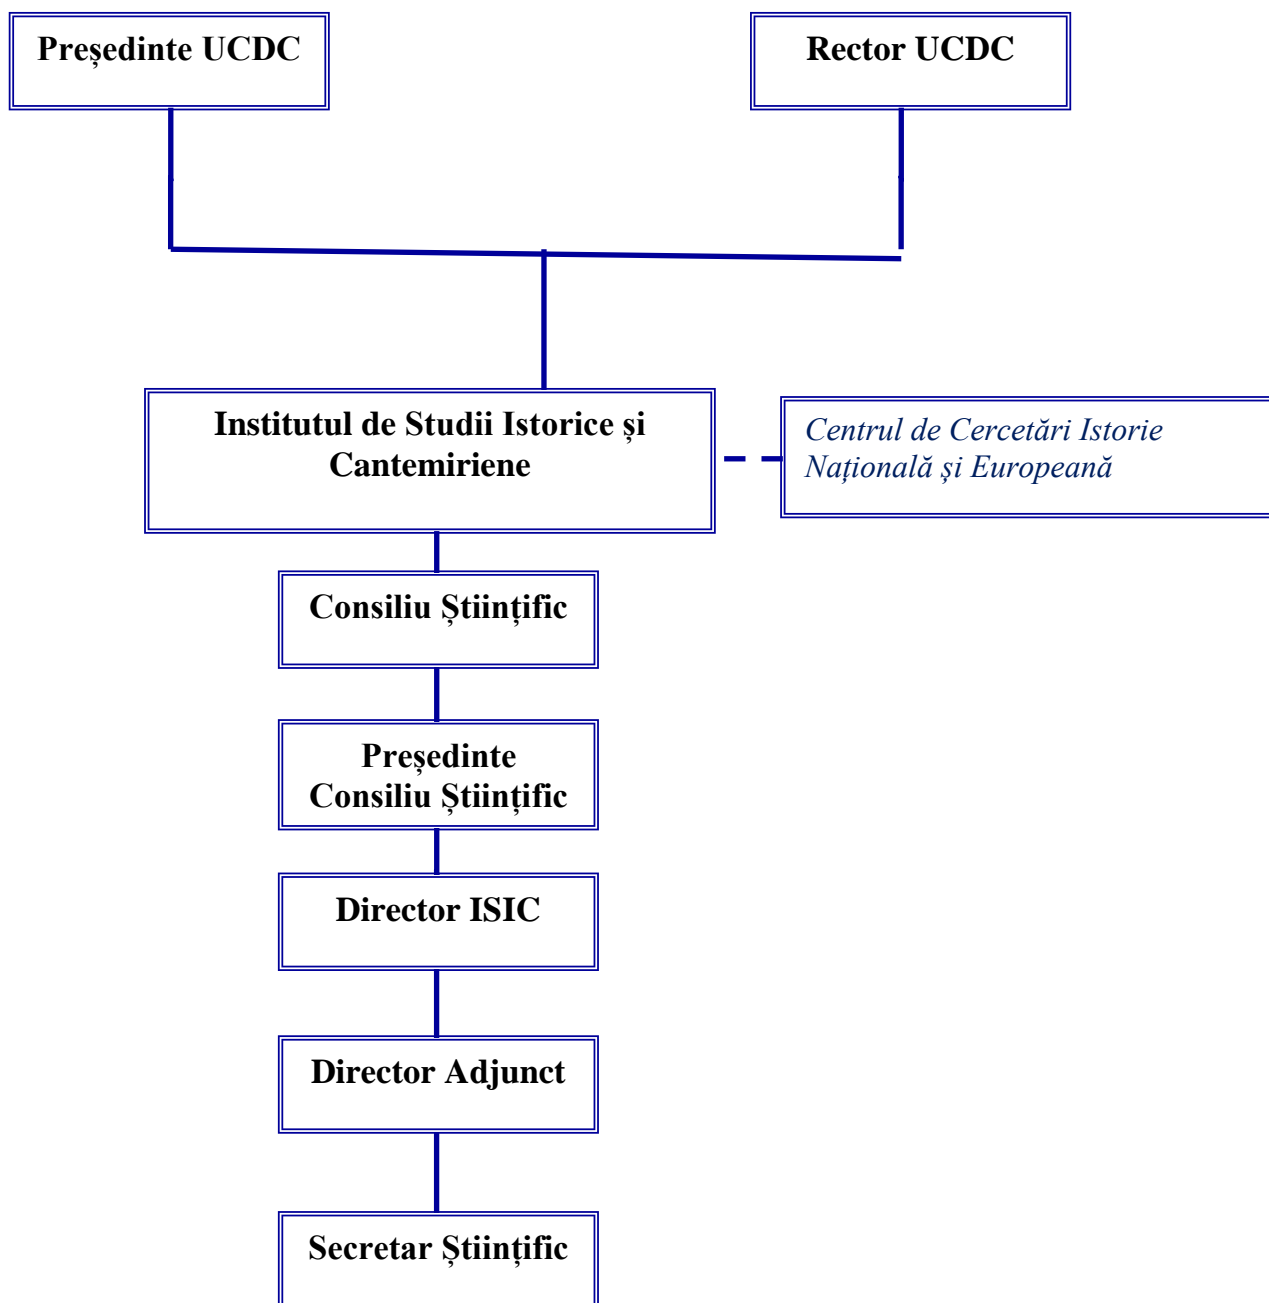 Președinte UCDC
Rector UCDC
Institutul de Studii Istorice și
Cantemiriene
Centrul de Cercetări Istorie
Națională și Europeană
Consiliu Științific
Președinte
Consiliu Științific
Director ISIC
Director Adjunct
Secretar Științific